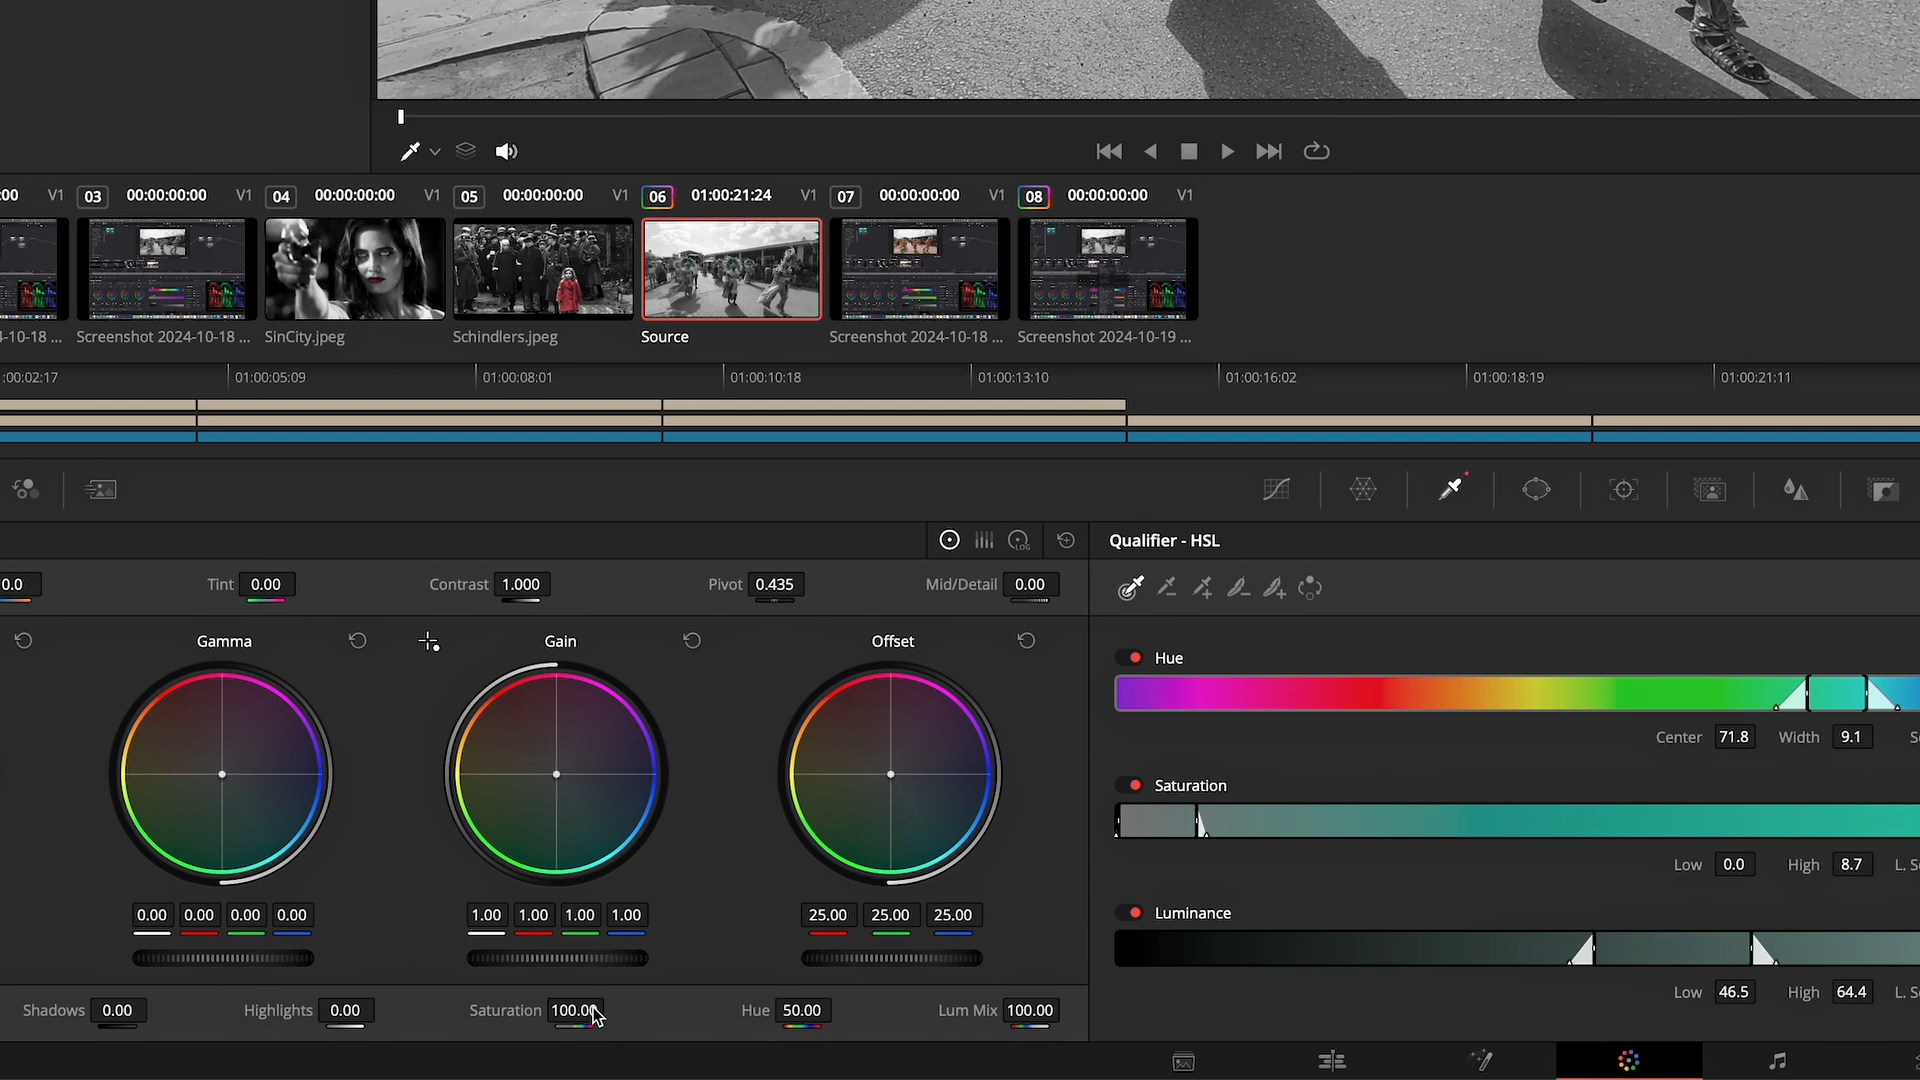 :00 V1 03 00:00:00:00 V1 04 00:00:00:00 V1 05 00:00:00:00 V1 06 01:00:21:24 V1 07 00:00:00:00 V1 08 00:00:00:00 V1
4-10-18 ... Screenshot 2024-10-18 ... SinCity.jpeg Schindlers.jpeg Source Screenshot 2024-10-18 ... Screenshot 2024-10-19 ...
:00:02:17 01:00:05:09 01:00:08:01 01:00:10:18 01:00:13:10 01:00:16:02 01:00:18:19 01:00:21:11
LOG
Qualifier - HSL
0.0 Tint 0.00 Contrast 1.000 Pivot 0.435 Mid/Detail 0.00
Gamma Gain Offset
Hue
Center 71.8 Width 9.1 S
Saturation
Low 0.0 High 8.7 L. S
0.00 0.00 0.00 0.00 1.00 1.00 1.00 1.00 25.00 25.00 25.00
Luminance
Low 46.5 High 64.4 L. S
Shadows 0.00 Highlights 0.00 Saturation 100.00 Hue 50.00 Lum Mix 100.00